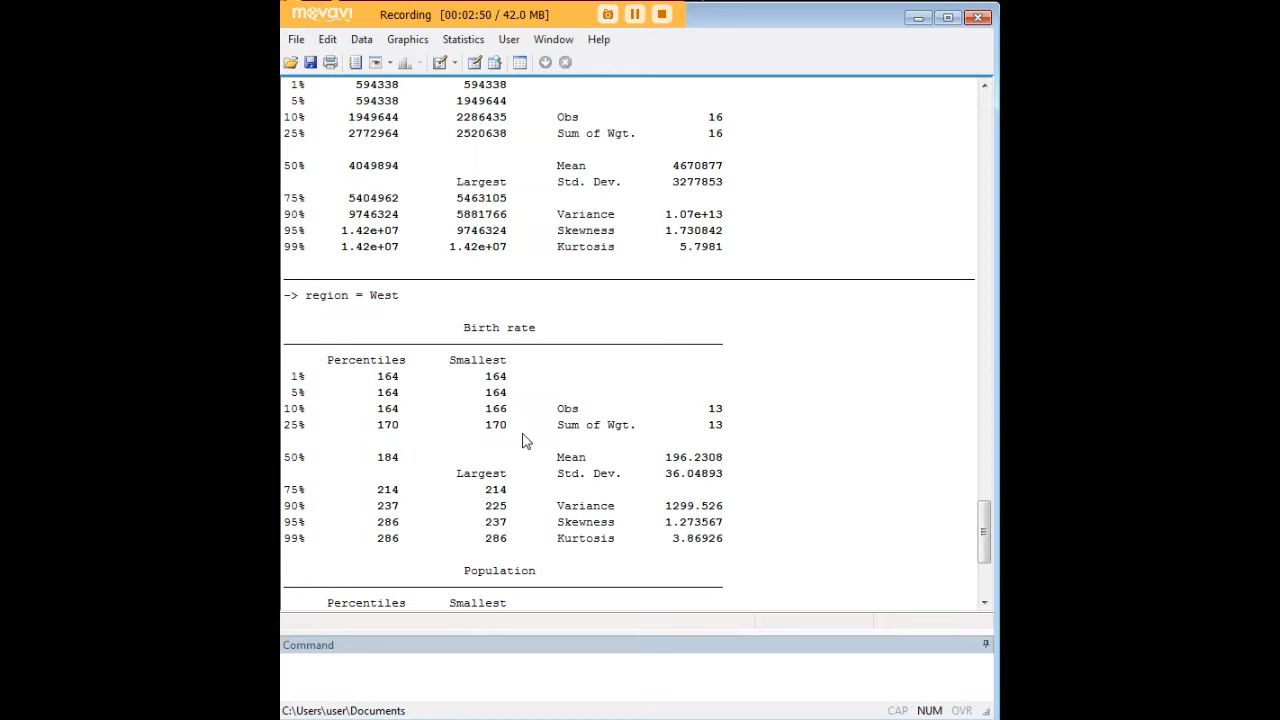 movavi Recording [00:02:50 / 42.0 MB]
File Edit Data Graphics Statistics User Window Help
1% 594338 594338
5% 594338 1949644
10% 1949644 2286435 Obs 16
25% 2772964 2520638 Sum of Wgt. 16
50% 4049894 Mean 4670877
Largest Std. Dev. 3277853
75% 5404962 5463105
90% 9746324 5881766 Variance 1.07e+13
95% 1.42e+07 9746324 Skewness 1.730842
99% 1.42e+07 1.42e+07 Kurtosis 5.7981
-> region = West
Birth rate
Percentiles Smallest
1% 164 164
5% 164 164
10% 164 166 Obs 13
25% 170 170 Sum of Wgt. 13
50% 184 Mean 196.2308
Largest Std. Dev. 36.04893
75% 214 214
90% 237 225 Variance 1299.526
95% 286 237 Skewness 1.273567
99% 286 286 Kurtosis 3.86926
Population
Percentiles Smallest
Command
C:\Users\user\Documents CAP NUM OVR